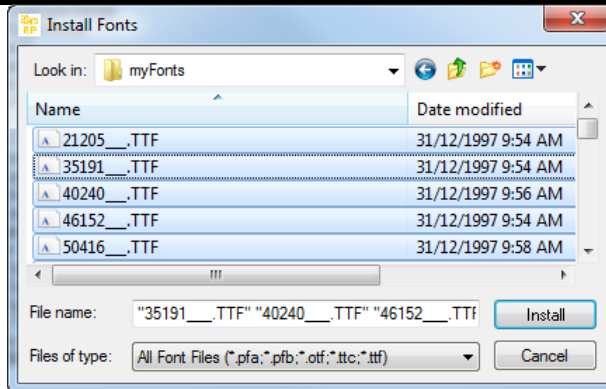 iSys
RP
Install Fonts
X
Look in: myFonts
Name Date modified
21205___.TTF 31/12/1997 9:54 AM
35191___.TTF 31/12/1997 9:54 AM
40240___.TTF 31/12/1997 9:56 AM
46152___.TTF 31/12/1997 9:54 AM
50416___.TTF 31/12/1997 9:58 AM
File name: "35191___.TTF" "40240___.TTF" "46152___.TTF Install
Files of type: All Font Files (*.pfa;*.pfb;*.otf;*.ttc;*.ttf) Cancel